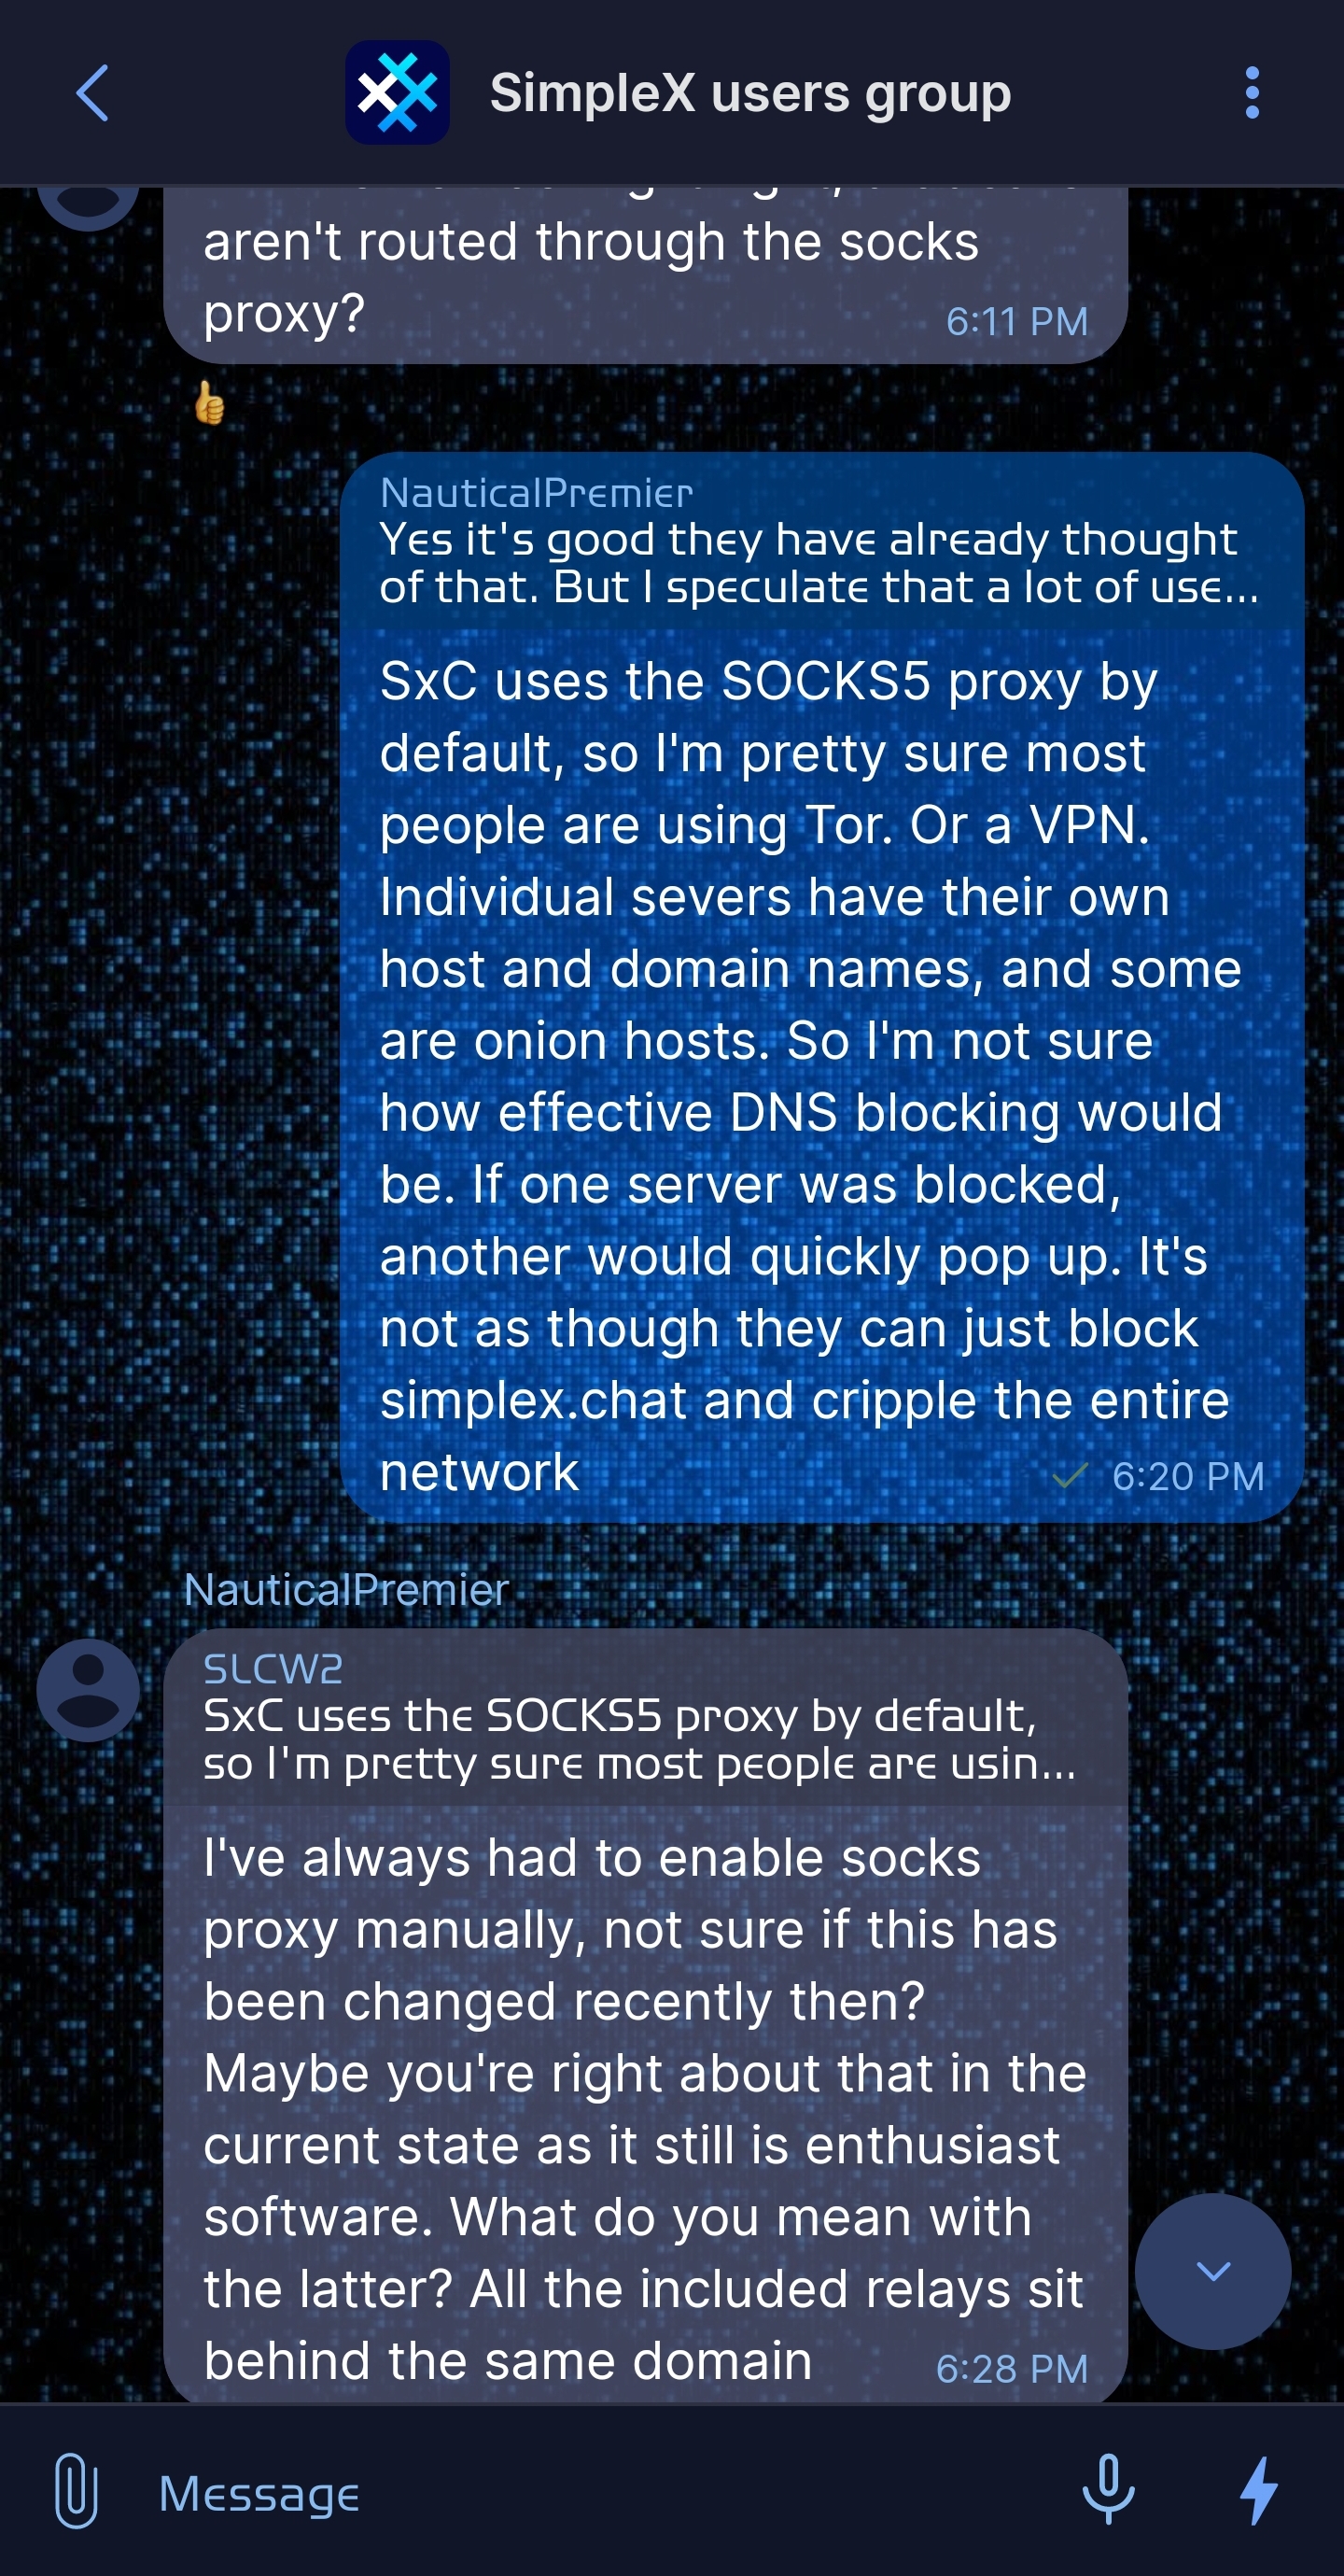 SimpleX users group
aren't routed through the socks
proxy?
6:11 PM
NauticalPremier
Yes it's good they have already thought
of that. But I speculate that a lot of use...
SxC uses the SOCKS5 proxy by
default, so I'm pretty sure most
people are using Tor. Or a VPN.
Individual severs have their own
host and domain names, and some
are onion hosts. So I'm not sure
how effective DNS blocking would
be. If one server was blocked,
another would quickly pop up. It's
not as though they can just block
simplex.chat and cripple the entire
network
6:20 PM
NauticalPremier
SLCW2
SxC uses the SOCKS5 proxy by default,
so I'm pretty sure most people are usin...
I've always had to enable socks
proxy manually, not sure if this has
been changed recently then?
Maybe you're right about that in the
current state as it still is enthusiast
software. What do you mean with
the latter? All the included relays sit
behind the same domain
6:28 PM
Message